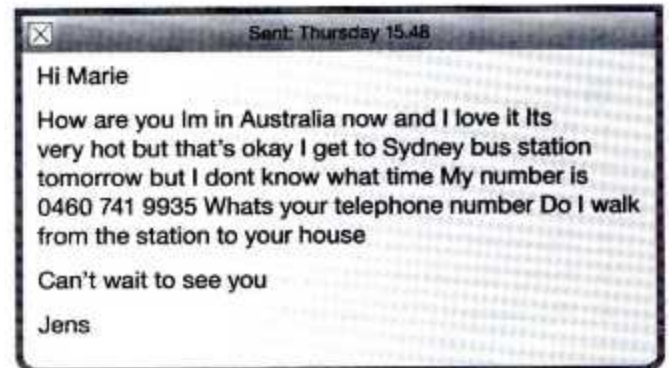 Sent: Thursday 15.48
Hi Marie
How are you Im in Australia now and I love it Its
very hot but that's okay I get to Sydney bus station
tomorrow but I dont know what time My number is
0460 741 9935 Whats your telephone number Do I walk
from the station to your house
Can't wait to see you
Jens